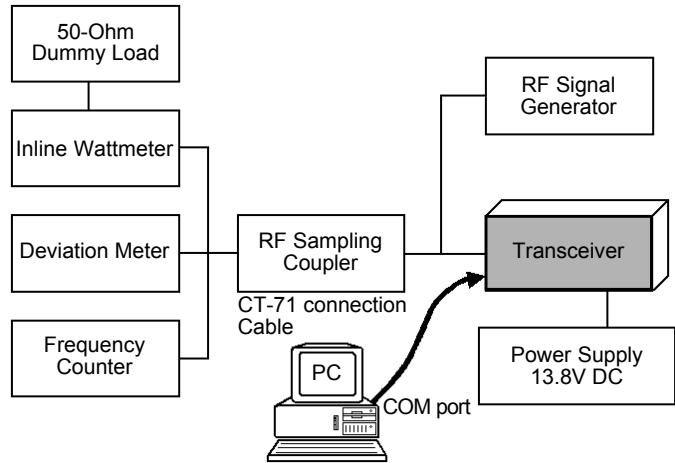 50-Ohm
Dummy Load
RF Signal
Generator
Inline Wattmeter
Deviation Meter
RF Sampling
Coupler
Transceiver
CT-71 connection
Cable
Frequency
Counter
PC
COM port
Power Supply
13.8V DC